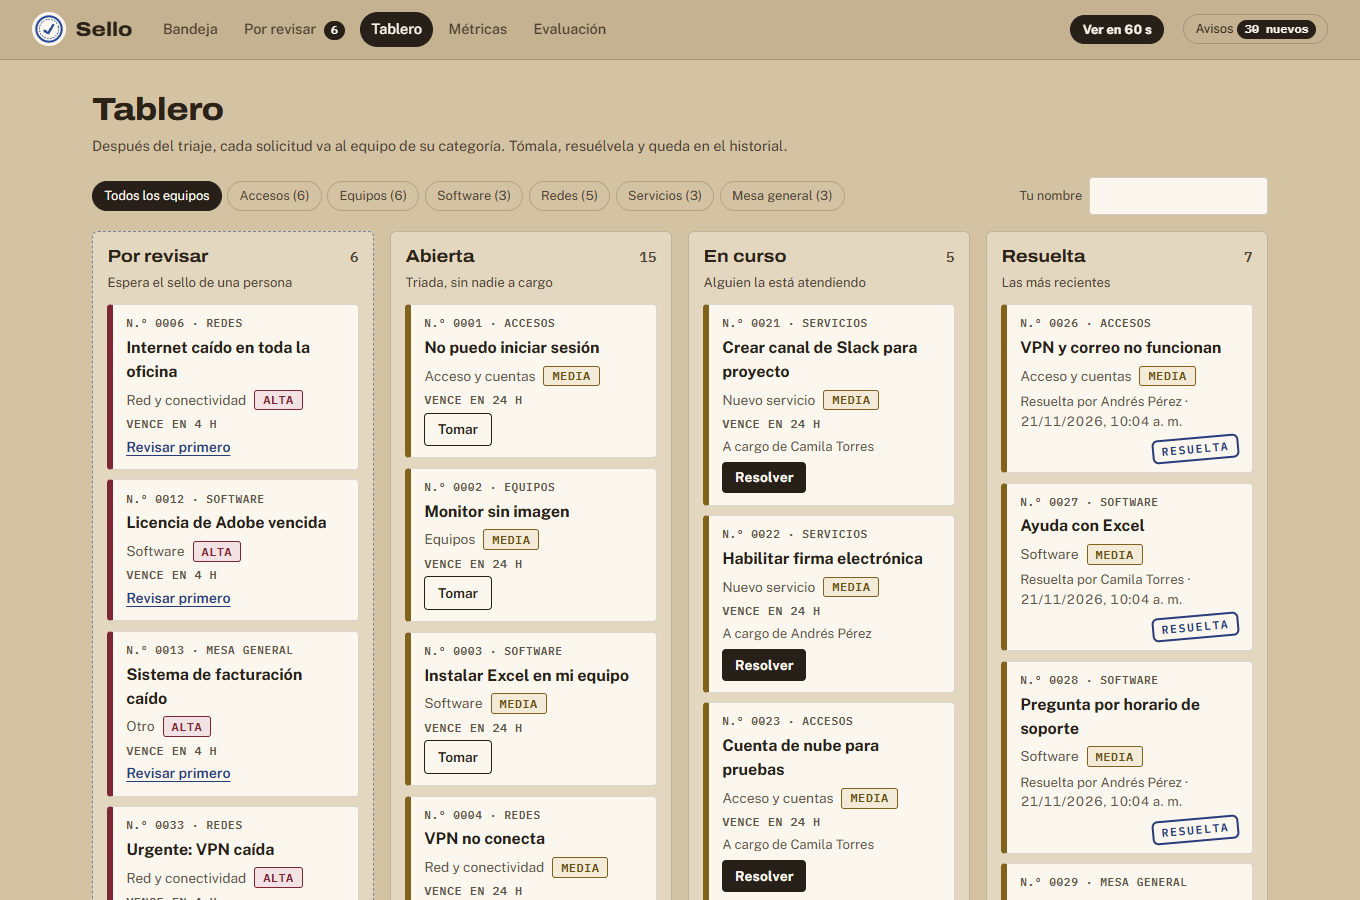 Sello
Bandeja
Por revisar 6
Tablero
Métricas
Evaluación
Ver en 60 s
Avisos 30 nuevos
Tablero
Después del triaje, cada solicitud va al equipo de su categoría. Tómala, resuélvela y queda en el historial.
Todos los equipos
Accesos (6)
Equipos (6)
Software (3)
Redes (5)
Servicios (3)
Mesa general (3)
Tu nombre
Por revisar 6
Espera el sello de una persona
N.º 0006 · REDES
Internet caído en toda la
oficina
Red y conectividad ALTA
VENCE EN 4 H
Revisar primero
N.º 0012 · SOFTWARE
Licencia de Adobe vencida
Software ALTA
VENCE EN 4 H
Revisar primero
N.º 0013 · MESA GENERAL
Sistema de facturación
caído
Otro ALTA
VENCE EN 4 H
Revisar primero
N.º 0033 · REDES
Urgente: VPN caída
Red y conectividad ALTA
VENCE EN 4 H
Abierta 15
Triada, sin nadie a cargo
N.º 0001 · ACCESOS
No puedo iniciar sesión
Acceso y cuentas MEDIA
VENCE EN 24 H
Tomar
N.º 0002 · EQUIPOS
Monitor sin imagen
Equipos MEDIA
VENCE EN 24 H
Tomar
N.º 0003 · SOFTWARE
Instalar Excel en mi equipo
Software MEDIA
VENCE EN 24 H
Tomar
N.º 0004 · REDES
VPN no conecta
Red y conectividad MEDIA
VENCE EN 24 H
En curso 5
Alguien la está atendiendo
N.º 0021 · SERVICIOS
Crear canal de Slack para
proyecto
Nuevo servicio MEDIA
VENCE EN 24 H
A cargo de Camila Torres
Resolver
N.º 0022 · SERVICIOS
Habilitar firma electrónica
Nuevo servicio MEDIA
VENCE EN 24 H
A cargo de Andrés Pérez
Resolver
N.º 0023 · ACCESOS
Cuenta de nube para
pruebas
Acceso y cuentas MEDIA
VENCE EN 24 H
A cargo de Camila Torres
Resolver
Resuelta 7
Las más recientes
N.º 0026 · ACCESOS
VPN y correo no funcionan
Acceso y cuentas MEDIA
Resuelta por Andrés Pérez ·
21/11/2026, 10:04 a. m.
RESUELTA
N.º 0027 · SOFTWARE
Ayuda con Excel
Software MEDIA
Resuelta por Camila Torres ·
21/11/2026, 10:04 a. m.
RESUELTA
N.º 0028 · SOFTWARE
Pregunta por horario de
soporte
Software MEDIA
Resuelta por Andrés Pérez ·
21/11/2026, 10:04 a. m.
RESUELTA
N.º 0029 · MESA GENERAL